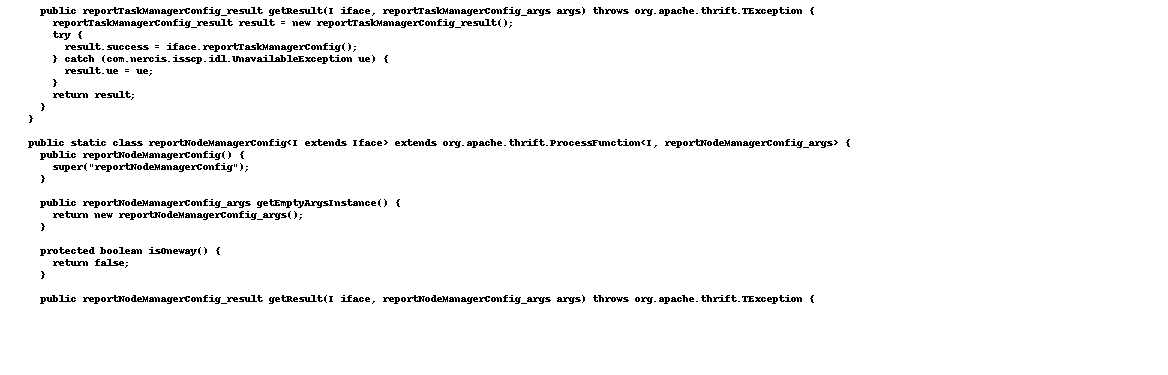 public reportTaskManagerConfig_result getResult(I iface, reportTaskManagerConfig_args args) throws org.apache.thrift.TException {
reportTaskManagerConfig_result result = new reportTaskManagerConfig_result();
try {
result.success = iface.reportTaskManagerConfig();
} catch (com.nercis.isscp.idl.UnavailableException ue) {
result.ue = ue;
}
return result;
}
}
public static class reportNodeManagerConfig<I extends Iface> extends org.apache.thrift.ProcessFunction<I, reportNodeManagerConfig_args> {
public reportNodeManagerConfig() {
super("reportNodeManagerConfig");
}
public reportNodeManagerConfig_args getEmptyArgsInstance() {
return new reportNodeManagerConfig_args();
}
protected boolean isOneway() {
return false;
}
public reportNodeManagerConfig_result getResult(I iface, reportNodeManagerConfig_args args) throws org.apache.thrift.TException {